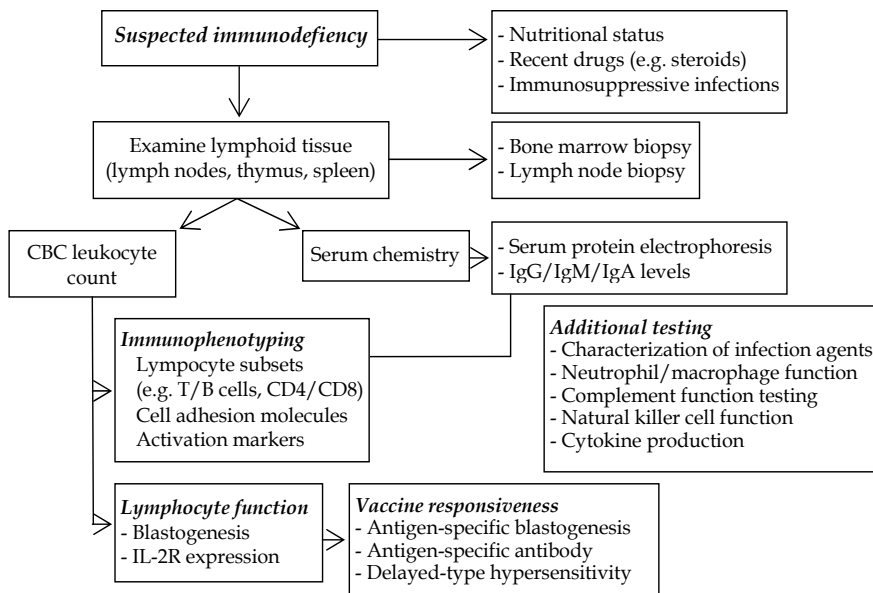 Suspected immunodefiency
- Nutritional status
- Recent drugs (e.g. steroids)
- Immunosuppressive infections
Examine lymphoid tissue
(lymph nodes, thymus, spleen)
- Bone marrow biopsy
- Lymph node biopsy
CBC leukocyte
count
Serum chemistry
- Serum protein electrophoresis
- IgG/IgM/IgA levels
Immunophenotyping
Lympocyte subsets
(e.g. T/B cells, CD4/CD8)
Cell adhesion molecules
Activation markers
Additional testing
- Characterization of infection agents
- Neutrophil/macrophage function
- Complement function testing
- Natural killer cell function
- Cytokine production
Lymphocyte function
- Blastogenesis
- IL-2R expression
Vaccine responsiveness
- Antigen-specific blastogenesis
- Antigen-specific antibody
- Delayed-type hypersensitivity